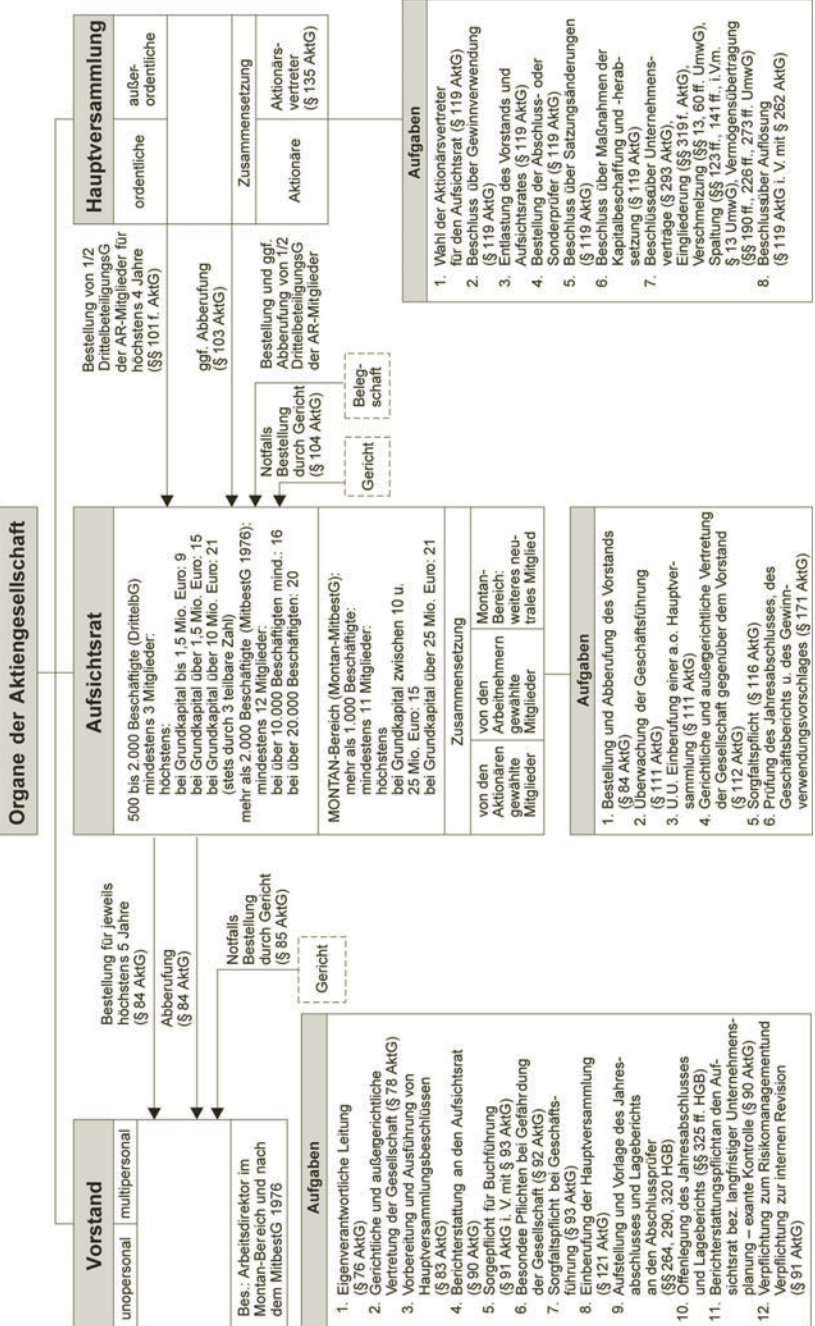 Organe der Aktiengesellschaft
Vorstand
unopersonal
multipersonal
Bes.: Arbeitsdirektor im
Montan-Bereich und nach
dem MitbestG 1976
Bestellung für jeweils
höchstens 5 Jahre
(§ 84 AktG)
Abberufung
(§ 84 AktG)
Notfalls
Bestellung
durch Gericht
(§ 85 AktG)
Gericht
Aufgaben
1. Eigenverantwortliche Leitung
(§ 76 AktG)
2. Gerichtliche und außergerichtliche
Vertretung der Gesellschaft (§ 78 AktG)
3. Vorbereitung und Ausführung von
Hauptversammlungsbeschlüssen
(§ 83 AktG)
4. Berichterstattung an den Aufsichtsrat
(§ 90 AktG)
5. Sorgepflicht für Buchführung
(§ 91 AktG i. V. mit § 93 AktG)
6. Besondere Pflichten bei Gefährdung
der Gesellschaft (§ 92 AktG)
7. Sorgfaltspflicht bei Geschäfts-
führung (§ 93 AktG)
8. Einberufung der Hauptversammlung
(§ 121 AktG)
9. Aufstellung und Vorlage des Jahres-
abschlusses und Lageberichts
an den Abschlussprüfer
(§§ 264, 290, 320 HGB)
10. Offenlegung des Jahresabschlusses
und Lageberichts (§§ 325 ff. HGB)
11. Berichterstattungspflichtan den Auf-
sichtsrat bez. langfristiger Unternehmens-
planung – exante Kontrolle (§ 90 AktG)
12. Verpflichtung zum Risikomanagementund
Verpflichtung zur internen Revision
(§ 91 AktG)
Aufsichtsrat
500 bis 2.000 Beschäftigte (DrittelbG)
mindestens 3 Mitglieder:
höchstens:
bei Grundkapital bis 1,5 Mio. Euro: 9
bei Grundkapital über 1,5 Mio. Euro: 15
bei Grundkapital über 10 Mio. Euro: 21
(stets durch 3 teilbare Zahl)
mehr als 2.000 Beschäftigte (MitbestG 1976):
mindestens 12 Mitglieder:
bei über 10.000 Beschäftigten mind.: 16
bei über 20.000 Beschäftigten: 20
MONTAN-Bereich (Montan-MitbestG):
mehr als 1.000 Beschäftigte:
mindestens 11 Mitglieder:
höchstens
bei Grundkapital zwischen 10 u.
25 Mio. Euro: 15
bei Grundkapital über 25 Mio. Euro: 21
Zusammensetzung
von den
Aktionären
gewählte
Mitglieder
von den
Arbeitnehmern
gewählte
Mitglieder
Montan-
Bereich:
weiteres neu-
trales Mitglied
Aufgaben
1. Bestellung und Abberufung des Vorstands
(§ 84 AktG)
2. Überwachung der Geschäftsführung
(§ 111 AktG)
3. U.U. Einberufung einer a.o. Hauptver-
sammlung (§ 111 AktG)
4. Gerichtliche und außergerichtliche Vertretung
der Gesellschaft gegenüber dem Vorstand
(§ 112 AktG)
5. Sorgfaltspflicht (§ 116 AktG)
6. Prüfung des Jahresabschlusses, des
Geschäftsberichts u. des Gewinn-
verwendungsvorschlages (§ 171 AktG)
Bestellung von 1/2
DrittelbeteiligungsG
der AR-Mitglieder für
höchstens 4 Jahre
(§§ 101 f. AktG)
ggf. Abberufung
(§ 103 AktG)
Bestellung und ggf.
Abberufung von 1/2
DrittelbeteiligungsG
der AR-Mitglieder
Notfalls
Bestellung
durch Gericht
(§ 104 AktG)
Gericht
Beleg-
schaft
Hauptversammlung
ordentliche
außer-
ordentliche
Zusammensetzung
Aktionäre
Aktionärs-
vertreter
(§ 135 AktG)
Aufgaben
1. Wahl der Aktionärsvertreter
für den Aufsichtsrat (§ 119 AktG)
2. Beschluss über Gewinnverwendung
(§ 119 AktG)
3. Entlastung des Vorstands und
Aufsichtsrates (§ 119 AktG)
4. Bestellung der Abschluss- oder
Sonderprüfer (§ 119 AktG)
5. Beschluss über Satzungsänderungen
(§ 119 AktG)
6. Beschluss über Maßnahmen der
Kapitalbeschaffung und -herab-
setzung (§ 119 AktG)
7. Beschlüsseüber Unternehmens-
verträge (§ 293 AktG),
Eingliederung (§§ 319 f. AktG),
Verschmelzung (§§ 13, 60 ff. UmwG),
Spaltung (§§ 123 ff., 141 ff., i.V.m.
§ 13 UmwG), Vermögensübertragung
(§§ 190 ff., 226 ff., 273 ff. UmwG)
8. Beschlussüber Auflösung
(§ 119 AktG i. V. mit § 262 AktG)